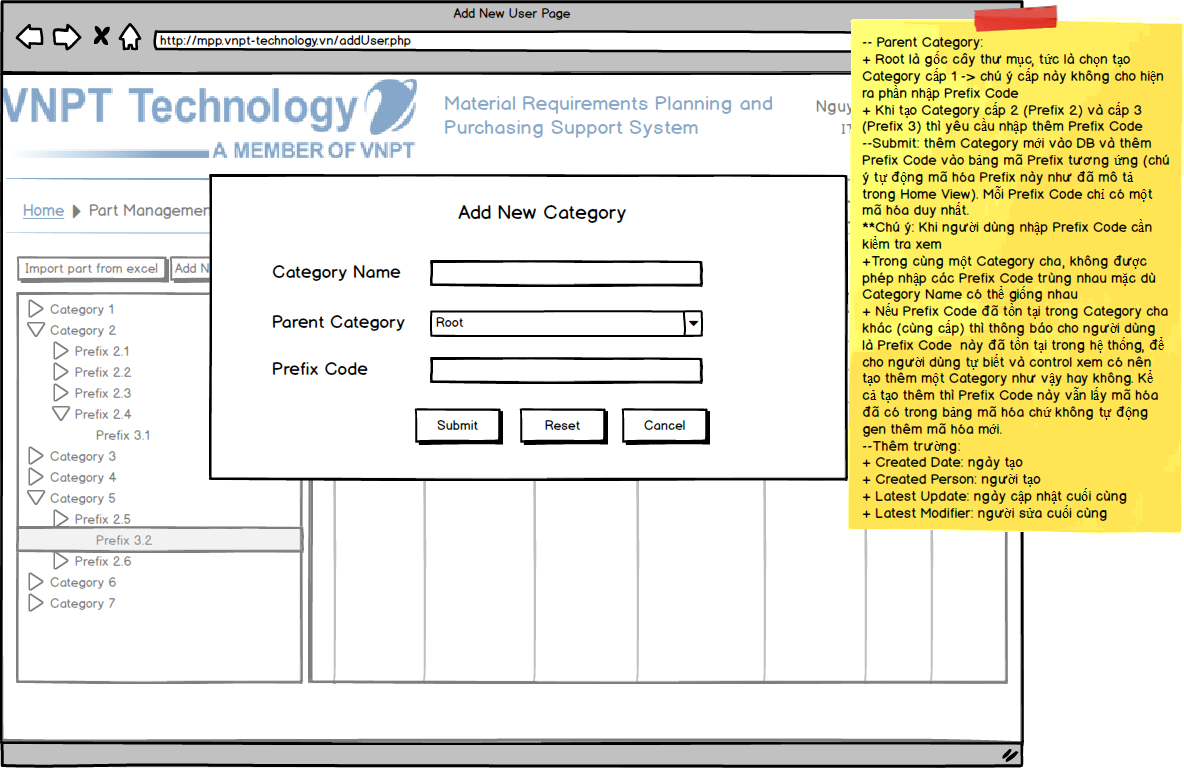 Add New User Page
http://mpp.vnpt-technology.vn/addUser.php
VNPT Technology
A MEMBER OF VNPT
Material Requirements Planning and
Purchasing Support System
Home
Part
Import part from excel
Add
Category 1
Category 2
Prefix 2.1
Prefix 2.2
Prefix 2.3
Prefix 2.4
Prefix 3.1
Category 3
Category 4
Category 5
Prefix 2.5
Prefix 3.2
Prefix 2.6
Category 6
Category 7
Add New Category
Category Name
Parent Category
Root
Prefix Code
Submit
Reset
Cancel
-- Parent Category:
+ Root là gốc cây thư mục, tức là chọn tạo
Category cấp 1 -> chú ý cấp này không cho hiện
ra phần nhập Prefix Code
+ Khi tạo Category cấp 2 (Prefix 2) và cấp 3
(Prefix 3) thì yêu cầu nhập thêm Prefix Code
--Submit: thêm Category mới vào DB và thêm
Prefix Code vào bảng mã Prefix tương ứng (chú
ý tự động mã hóa Prefix này như đã mô tả
trong Home View). Mỗi Prefix Code chỉ có một
mã hóa duy nhất.
**Chú ý: Khi người dùng nhập Prefix Code cần
kiểm tra xem
+Trong cùng một Category cha, không được
phép nhập các Prefix Code trùng nhau mặc dù
Category Name có thể giống nhau
+ Nếu Prefix Code đã tồn tại trong Category cha
khác (cùng cấp) thì thông báo cho người dùng
là Prefix Code này đã tồn tại trong hệ thống, để
cho người dùng tự biết và control xem có nên
tạo thêm một Category như vậy hay không. Kể
cả tạo thêm thì Prefix Code này vẫn lấy mã hóa
đã có trong bảng mã hóa chứ không tự động
gen thêm mã hóa mới.
--Thêm trường:
+ Created Date: ngày tạo
+ Created Person: người tạo
+ Latest Update: ngày cập nhật cuối cùng
+ Latest Modifier: người sửa cuối cùng